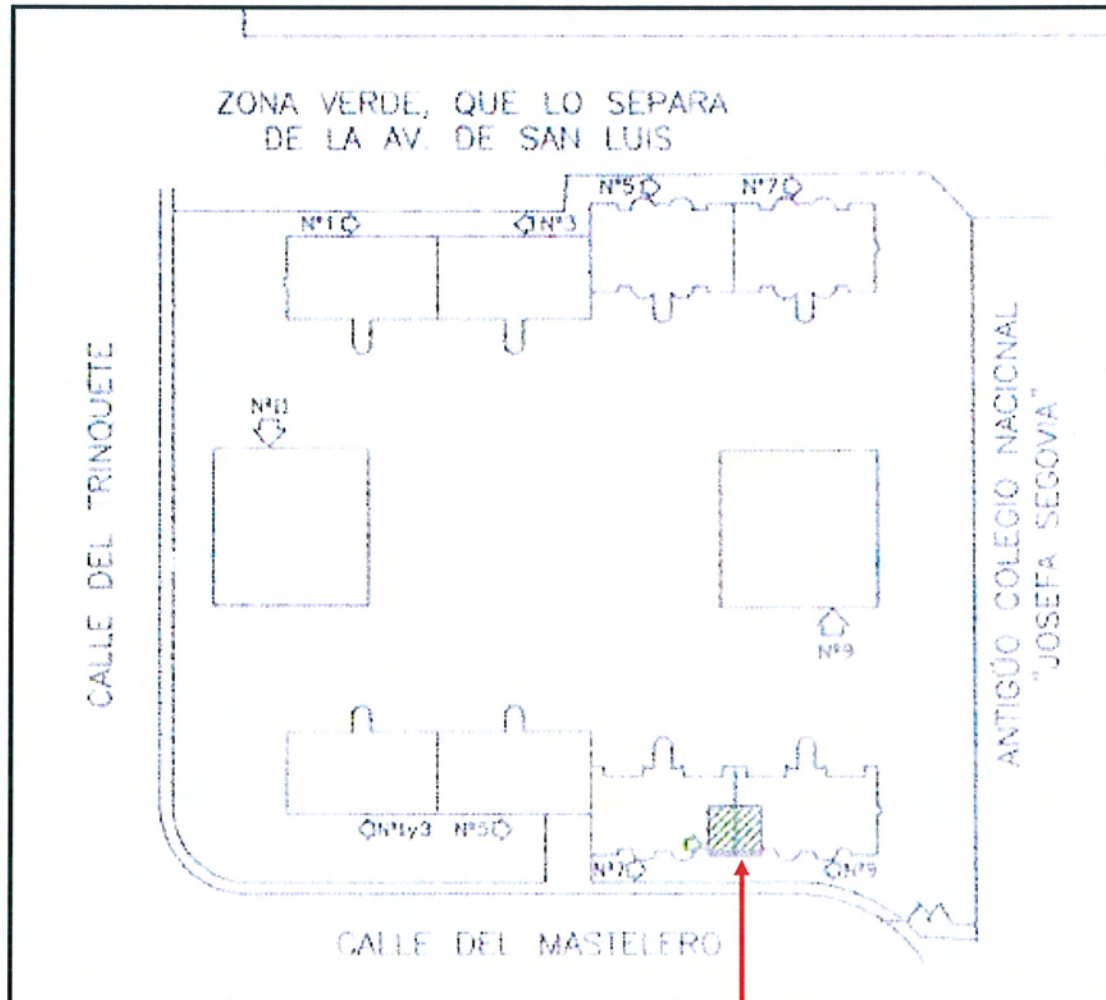 ZONA VERDE, QUE LO SEPARA
DE LA AV. DE SAN LUIS
Nº1
Nº3
Nº5
Nº7
CALLE DEL TRINQUETE
Nº11
Nº9
ANTIGÜO COLEGIO NACIONAL
"JOSEFA SEGOVIA"
Nº1y3
Nº5
Nº7
Nº9
CALLE DEL MASTELERO